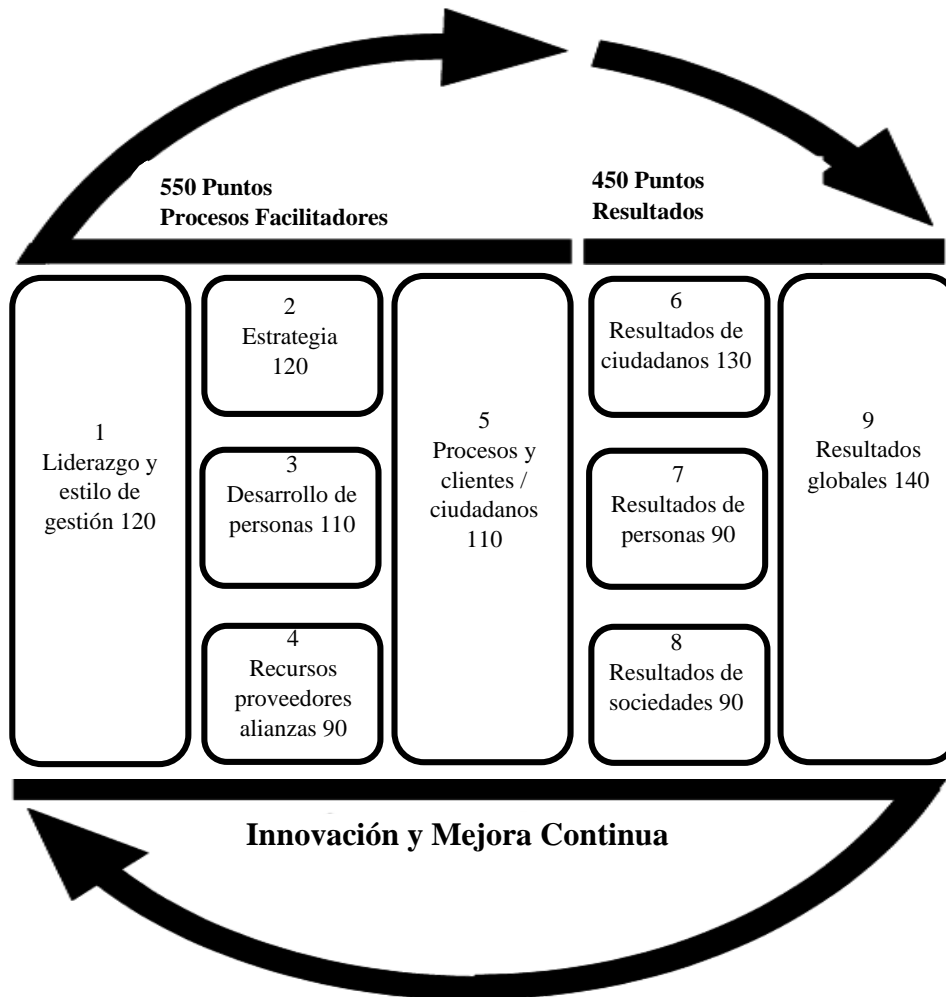 550 Puntos
Procesos Facilitadores
450 Puntos
Resultados
1
Liderazgo y
estilo de
gestión 120
2
Estrategia
120
3
Desarrollo de
personas 110
4
Recursos
proveedores
alianzas 90
5
Procesos y
clientes /
ciudadanos
110
6
Resultados de
ciudadanos 130
7
Resultados de
personas 90
8
Resultados de
sociedades 90
9
Resultados
globales 140
Innovación y Mejora Continua